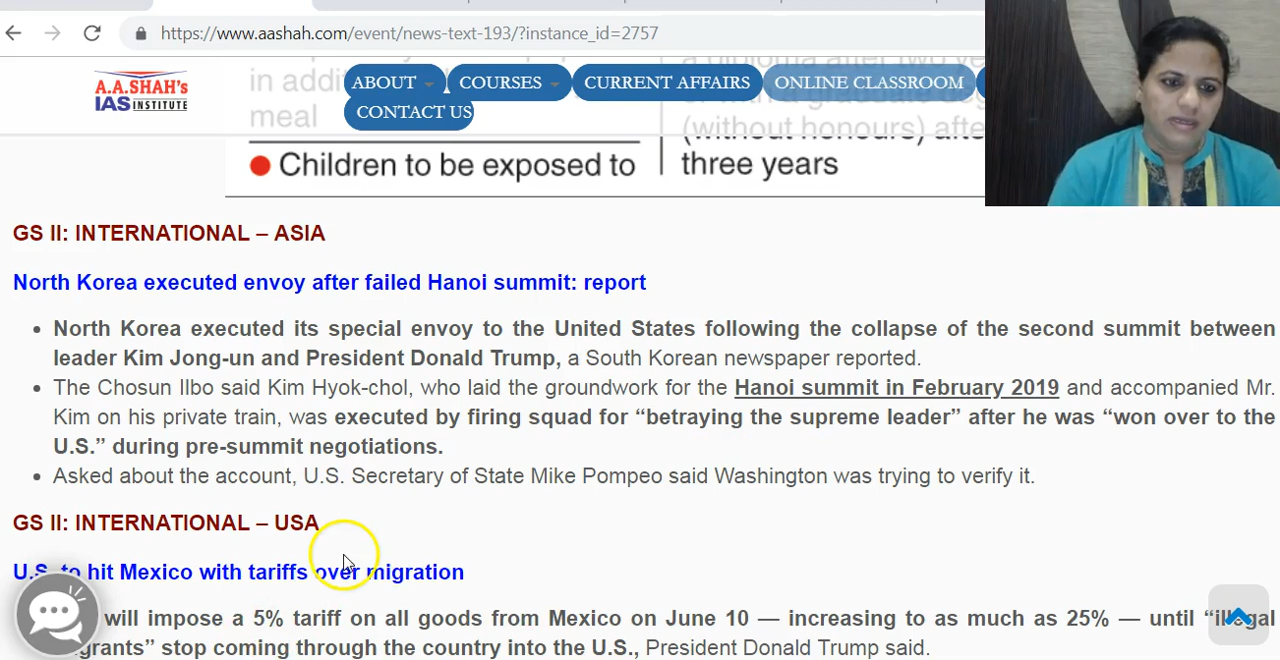 https://www.aashah.com/event/news-text-193/?instance_id=2757
A.A.SHAH'S
IAS INSTITUTE
ABOUT COURSES CURRENT AFFAIRS ONLINE CLASSROOM
CONTACT US
in addi
meal
a diploma after two
(without honours) afte
Children to be exposed to
three years
GS II: INTERNATIONAL – ASIA
North Korea executed envoy after failed Hanoi summit: report
North Korea executed its special envoy to the United States following the collapse of the second summit between
leader Kim Jong-un and President Donald Trump, a South Korean newspaper reported.
The Chosun Ilbo said Kim Hyok-chol, who laid the groundwork for the Hanoi summit in February 2019 and accompanied Mr.
Kim on his private train, was executed by firing squad for “betraying the supreme leader” after he was “won over to the
U.S.” during pre-summit negotiations.
Asked about the account, U.S. Secretary of State Mike Pompeo said Washington was trying to verify it.
GS II: INTERNATIONAL – USA
U.S. to hit Mexico with tariffs over migration
will impose a 5% tariff on all goods from Mexico on June 10 — increasing to as much as 25% — until “illegal
grants” stop coming through the country into the U.S., President Donald Trump said.